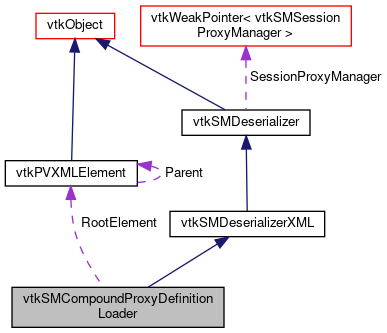 vtkObject
vtkWeakPointer< vtkSMSession
ProxyManager >
SessionProxyManager
vtkSMDeserializer
vtkPVXMLElement
Parent
RootElement
vtkSMDeserializerXML
vtkSMCompoundProxyDefinition
Loader